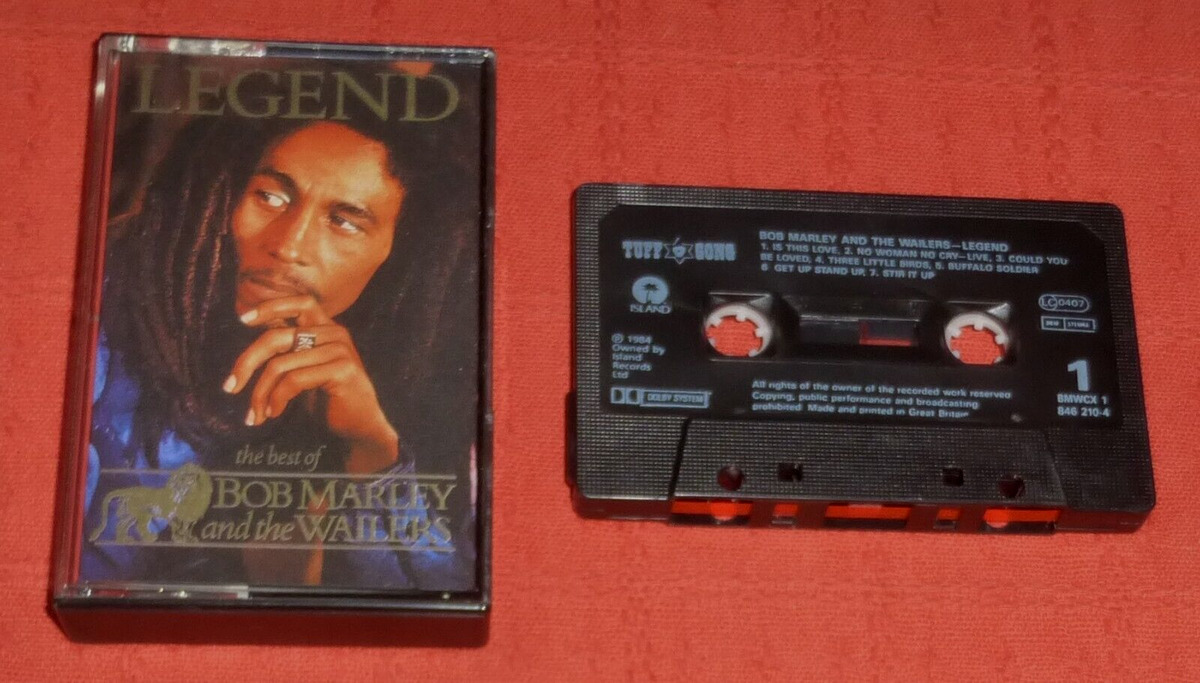 LEGEND
the best of
BOB MARLEY
and the WAILERS
TUFF GONG
ISLAND
℗ 1984
Owned by
Island
Records
Ltd
DOLBY SYSTEM
BOB MARLEY AND THE WAILERS—LEGEND
1. IS THIS LOVE, 2. NO WOMAN NO CRY—LIVE, 3. COULD YOU
BE LOVED, 4. THREE LITTLE BIRDS, 5. BUFFALO SOLDIER
6 GET UP STAND UP, 7. STIR IT UP
LC 0407
STEREO
1
BMWCX 1
846 210-4
All rights of the owner of the recorded work reserved
Copying, public performance and broadcasting
prohibited. Made and printed in Great Britain